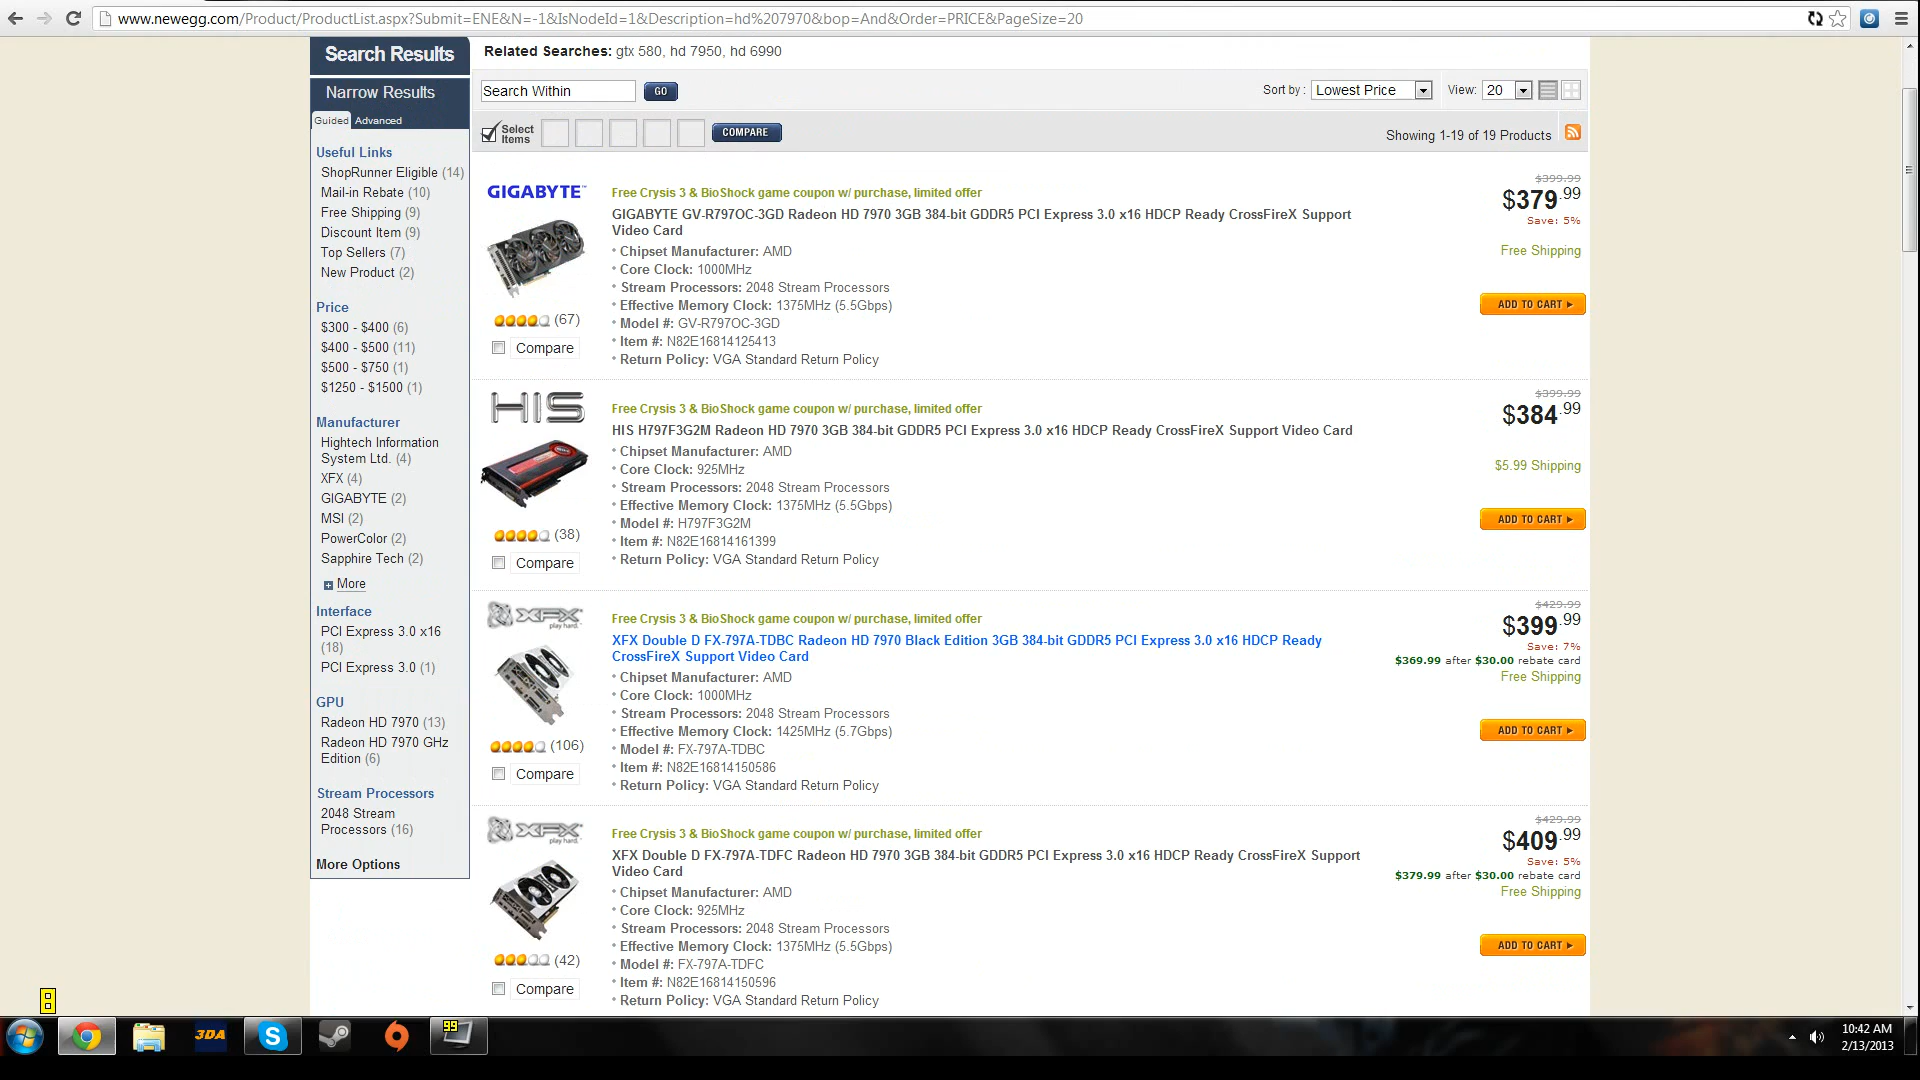 www.newegg.com/Product/ProductList.aspx?Submit=ENE&N=-1&IsNodeId=1&Description=hd%207970&bop=And&Order=PRICE&PageSize=20
Search Results
Narrow Results
Guided Advanced
Useful Links
ShopRunner Eligible (14)
Mail-in Rebate (10)
Free Shipping (9)
Discount Item (9)
Top Sellers (7)
New Product (2)
Price
$300 - $400 (6)
$400 - $500 (11)
$500 - $750 (1)
$1250 - $1500 (1)
Manufacturer
Hightech Information
System Ltd. (4)
XFX (4)
GIGABYTE (2)
MSI (2)
PowerColor (2)
Sapphire Tech (2)
More
Interface
PCI Express 3.0 x16
(18)
PCI Express 3.0 (1)
GPU
Radeon HD 7970 (13)
Radeon HD 7970 GHz
Edition (6)
Stream Processors
2048 Stream
Processors (16)
More Options
Related Searches: gtx 580, hd 7950, hd 6990
Search Within GO
Sort by : Lowest Price View: 20
Select
Items
COMPARE
Showing 1-19 of 19 Products
GIGABYTE™
(67)
Compare
Free Crysis 3 & BioShock game coupon w/ purchase, limited offer
GIGABYTE GV-R797OC-3GD Radeon HD 7970 3GB 384-bit GDDR5 PCI Express 3.0 x16 HDCP Ready CrossFireX Support
Video Card
• Chipset Manufacturer: AMD
• Core Clock: 1000MHz
• Stream Processors: 2048 Stream Processors
• Effective Memory Clock: 1375MHz (5.5Gbps)
• Model #: GV-R797OC-3GD
• Item #: N82E16814125413
• Return Policy: VGA Standard Return Policy
$399.99
$379.99
Save: 5%
Free Shipping
ADD TO CART ▸
HIS
(38)
Compare
Free Crysis 3 & BioShock game coupon w/ purchase, limited offer
HIS H797F3G2M Radeon HD 7970 3GB 384-bit GDDR5 PCI Express 3.0 x16 HDCP Ready CrossFireX Support Video Card
• Chipset Manufacturer: AMD
• Core Clock: 925MHz
• Stream Processors: 2048 Stream Processors
• Effective Memory Clock: 1375MHz (5.5Gbps)
• Model #: H797F3G2M
• Item #: N82E16814161399
• Return Policy: VGA Standard Return Policy
$399.99
$384.99
$5.99 Shipping
ADD TO CART ▸
XFX
play hard.
(106)
Compare
Free Crysis 3 & BioShock game coupon w/ purchase, limited offer
XFX Double D FX-797A-TDBC Radeon HD 7970 Black Edition 3GB 384-bit GDDR5 PCI Express 3.0 x16 HDCP Ready
CrossFireX Support Video Card
• Chipset Manufacturer: AMD
• Core Clock: 1000MHz
• Stream Processors: 2048 Stream Processors
• Effective Memory Clock: 1425MHz (5.7Gbps)
• Model #: FX-797A-TDBC
• Item #: N82E16814150586
• Return Policy: VGA Standard Return Policy
$429.99
$399.99
Save: 7%
$369.99 after $30.00 rebate card
Free Shipping
ADD TO CART ▸
XFX
play hard.
(42)
Compare
Free Crysis 3 & BioShock game coupon w/ purchase, limited offer
XFX Double D FX-797A-TDFC Radeon HD 7970 3GB 384-bit GDDR5 PCI Express 3.0 x16 HDCP Ready CrossFireX Support
Video Card
• Chipset Manufacturer: AMD
• Core Clock: 925MHz
• Stream Processors: 2048 Stream Processors
• Effective Memory Clock: 1375MHz (5.5Gbps)
• Model #: FX-797A-TDFC
• Item #: N82E16814150596
• Return Policy: VGA Standard Return Policy
$429.99
$409.99
Save: 5%
$379.99 after $30.00 rebate card
Free Shipping
ADD TO CART ▸
3DA
99
10:42 AM
2/13/2013